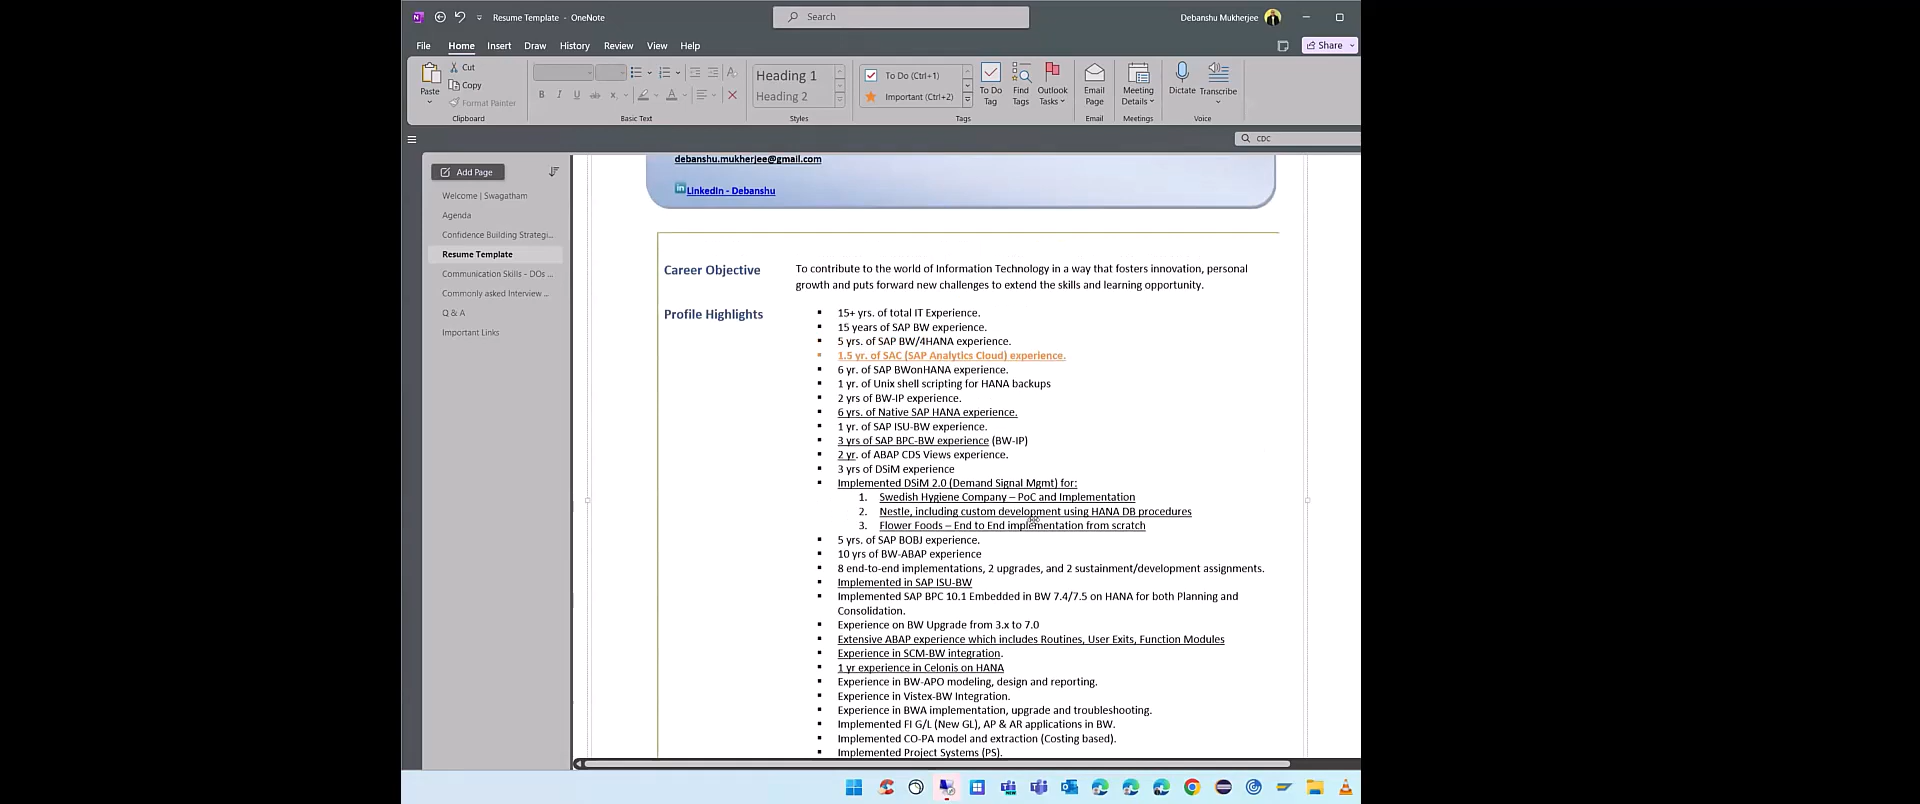 Resume Template - OneNote
Search
Debanshu Mukherjee
File Home Insert Draw History Review View Help
Share
Paste
Cut
Copy
Format Painter
Clipboard
B I U ab x
Basic Text
Heading 1
Heading 2
Styles
To Do (Ctrl+1)
Important (Ctrl+2)
To Do Tag
Find Tags
Outlook Tasks
Tags
Email Page
Email
Meeting Details
Meetings
Dictate
Transcribe
Voice
CDC
Add Page
Welcome | Swagatham
Agenda
Confidence Building Strategi...
Resume Template
Communication Skills - DOs ...
Commonly asked Interview ...
Q & A
Important Links
debanshu.mukherjee@gmail.com
in LinkedIn - Debanshu
Career Objective
To contribute to the world of Information Technology in a way that fosters innovation, personal
growth and puts forward new challenges to extend the skills and learning opportunity.
Profile Highlights
15+ yrs. of total IT Experience.
15 years of SAP BW experience.
5 yrs. of SAP BW/4HANA experience.
1.5 yr. of SAC (SAP Analytics Cloud) experience.
6 yr. of SAP BWonHANA experience.
1 yr. of Unix shell scripting for HANA backups
2 yrs of BW-IP experience.
6 yrs. of Native SAP HANA experience.
1 yr. of SAP ISU-BW experience.
3 yrs of SAP BPC-BW experience (BW-IP)
2 yr. of ABAP CDS Views experience.
3 yrs of DSiM experience
Implemented DSiM 2.0 (Demand Signal Mgmt) for:
1. Swedish Hygiene Company – PoC and Implementation
2. Nestle, including custom development using HANA DB procedures
3. Flower Foods – End to End implementation from scratch
5 yrs. of SAP BOBJ experience.
10 yrs of BW-ABAP experience
8 end-to-end implementations, 2 upgrades, and 2 sustainment/development assignments.
Implemented in SAP ISU-BW
Implemented SAP BPC 10.1 Embedded in BW 7.4/7.5 on HANA for both Planning and
Consolidation.
Experience on BW Upgrade from 3.x to 7.0
Extensive ABAP experience which includes Routines, User Exits, Function Modules
Experience in SCM-BW integration.
1 yr experience in Celonis on HANA
Experience in BW-APO modeling, design and reporting.
Experience in Vistex-BW Integration.
Experience in BWA implementation, upgrade and troubleshooting.
Implemented FI G/L (New GL), AP & AR applications in BW.
Implemented CO-PA model and extraction (Costing based).
Implemented Project Systems (PS).